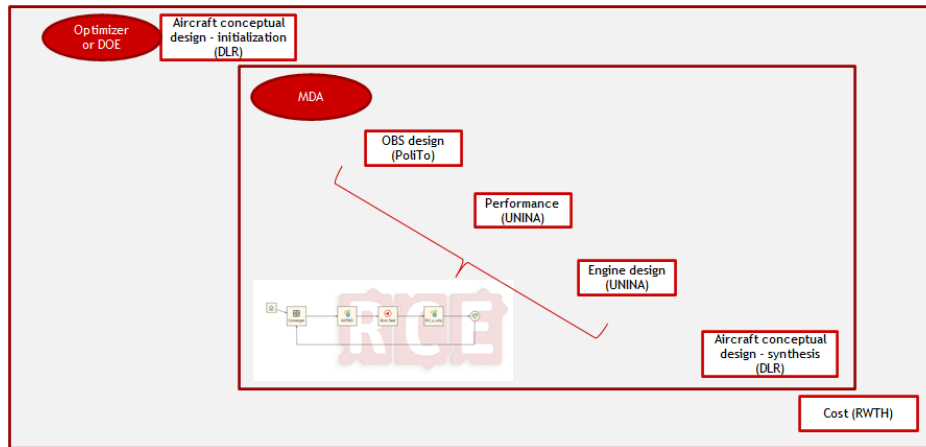 Optimizer
or DOE
Aircraft conceptual
design - initialization
(DLR)
MDA
OBS design
(PoliTo)
Performance
(UNINA)
Engine design
(UNINA)
RCE
Converger
Aircraft conceptual
design - synthesis
(DLR)
Cost (RWTH)